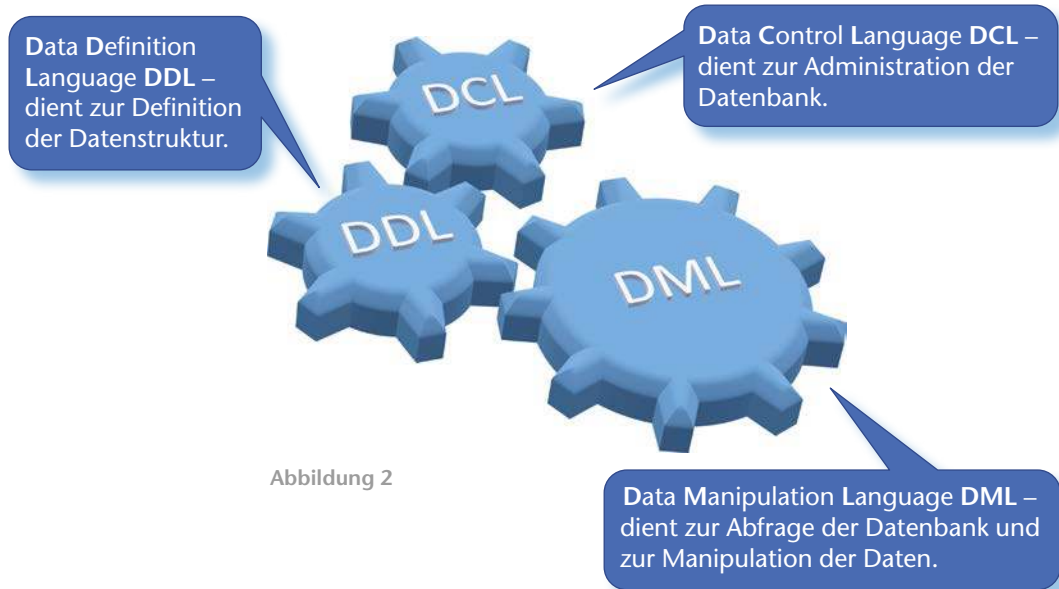 Data Definition
Language DDL –
dient zur Definition
der Datenstruktur.
Data Control Language DCL –
dient zur Administration der
Datenbank.
DCL
DDL
DML
Abbildung 2
Data Manipulation Language DML –
dient zur Abfrage der Datenbank und
zur Manipulation der Daten.